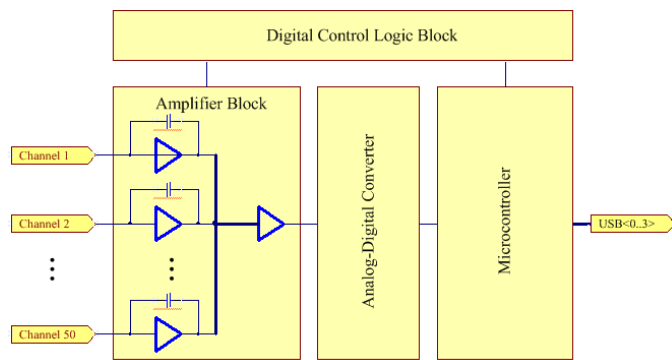 Digital Control Logic Block
Amplifier Block
Channel 1
Channel 2
Channel 50
Analog-Digital Converter
Microcontroller
USB<0..3>